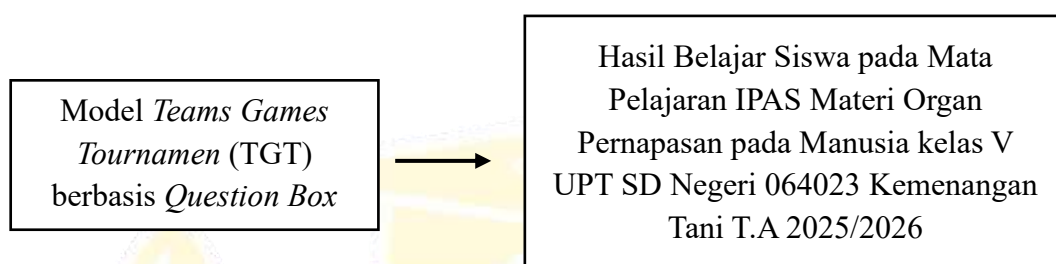 Model Teams Games
Tournamen (TGT)
berbasis Question Box
Hasil Belajar Siswa pada Mata
Pelajaran IPAS Materi Organ
Pernapasan pada Manusia kelas V
UPT SD Negeri 064023 Kemenangan
Tani T.A 2025/2026